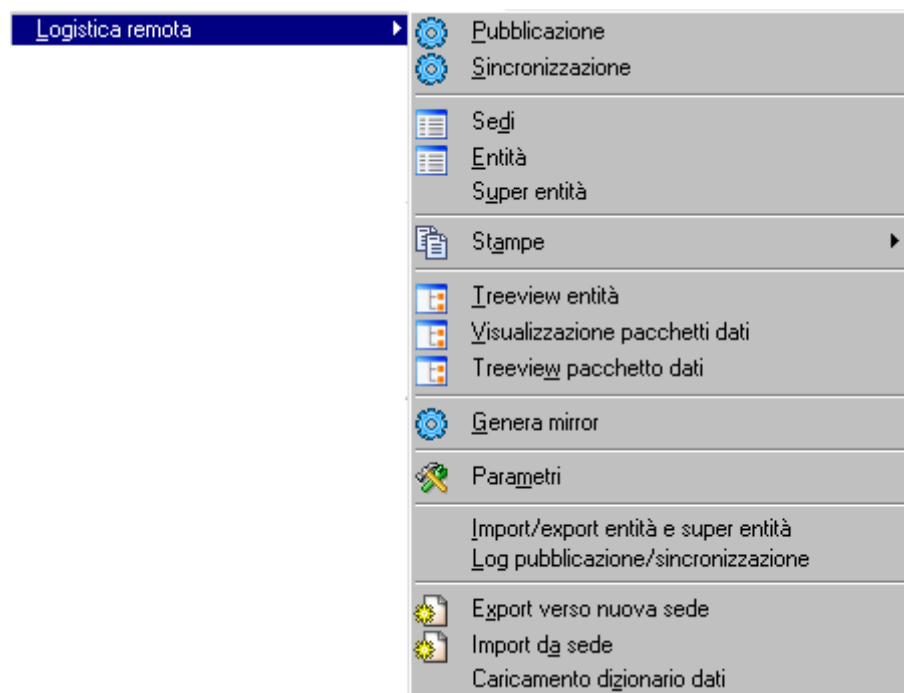 Logistica remota
Pubblicazione
Sincronizzazione
Sedi
Entità
Super entità
Stampe
Treeview entità
Visualizzazione pacchetti dati
Treeview pacchetto dati
Genera mirror
Parametri
Import/export entità e super entità
Log pubblicazione/sincronizzazione
Export verso nuova sede
Import da sede
Caricamento dizionario dati